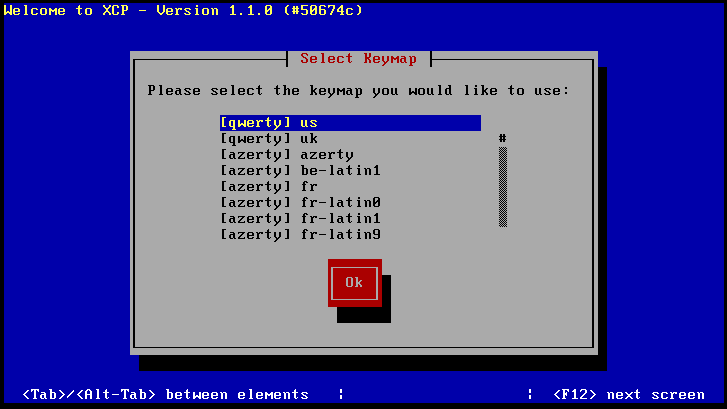 Welcome to XCP - Version 1.1.0 (#50674c)
Select Keymap
Please select the keymap you would like to use:
[qwerty] us
[qwerty] uk
[azerty] azerty
[azerty] be-latin1
[azerty] fr
[azerty] fr-latin0
[azerty] fr-latin1
[azerty] fr-latin9
#
Ok
<Tab>/<Alt-Tab> between elements | | <F12> next screen